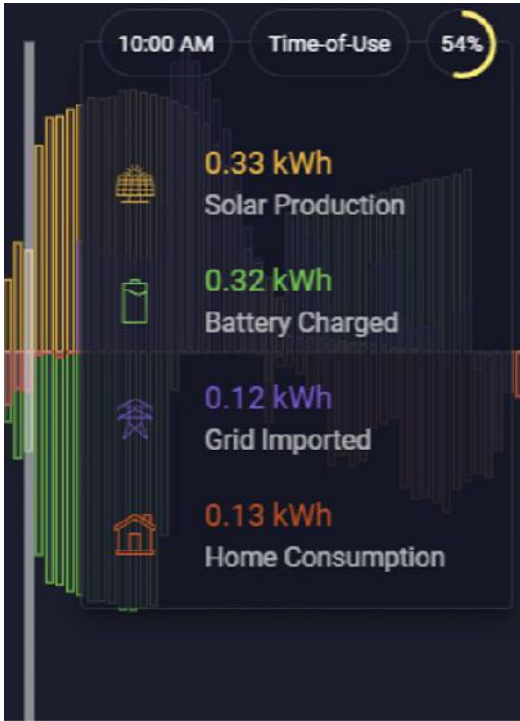 10:00 AM Time-of-Use 54%
0.33 kWh
Solar Production
0.32 kWh
Battery Charged
0.12 kWh
Grid Imported
0.13 kWh
Home Consumption